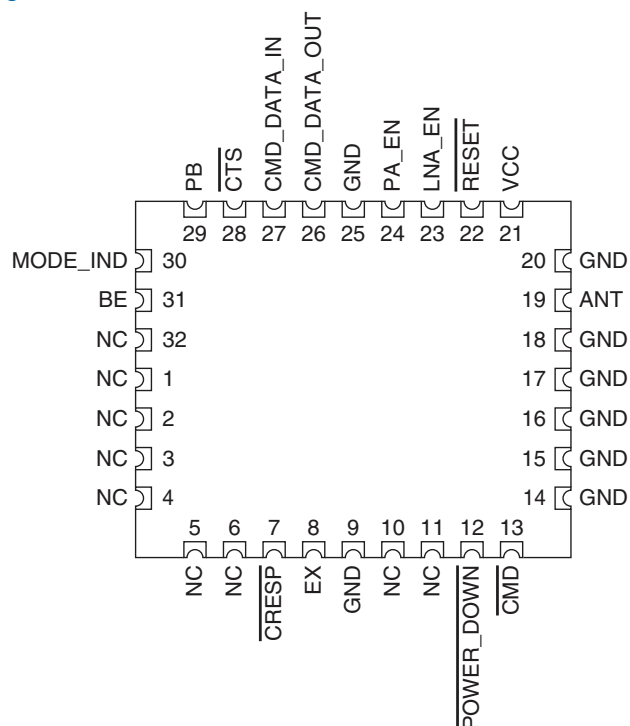 PB
CTS
CMD_DATA_IN
CMD_DATA_OUT
GND
PA_EN
LNA_EN
RESET
VCC
29 28 27 26 25 24 23 22 21
MODE_IND 30 20 GND
BE 31 19 ANT
NC 32 18 GND
NC 1 17 GND
NC 2 16 GND
NC 3 15 GND
NC 4 14 GND
5 6 7 8 9 10 11 12 13
NC
NC
CRESP
EX
GND
NC
NC
POWER_DOWN
CMD